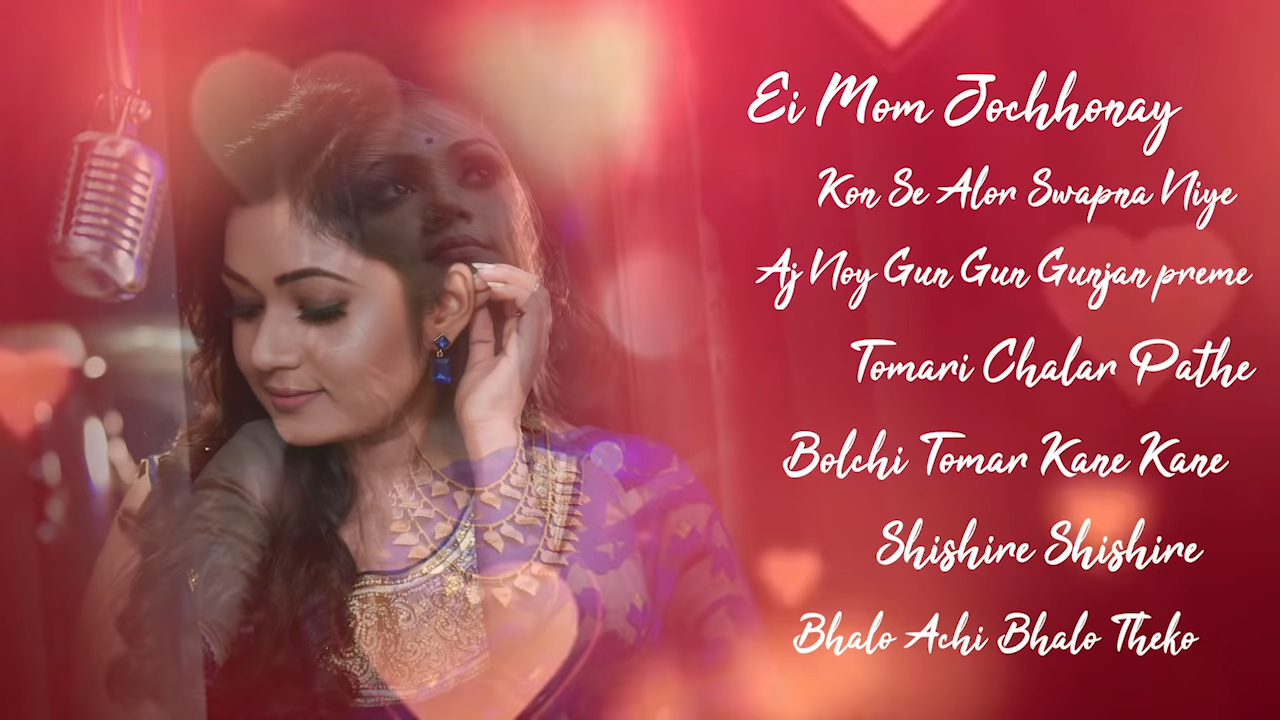 Ei Mom Jochhonay
Kon Se Alor Swapna Niye
Aj Noy Gun Gun Gunjan preme
Tomari Chalar Pathe
Bolchi Tomar Kane Kane
Shishire Shishire
Bhalo Achi Bhalo Theko